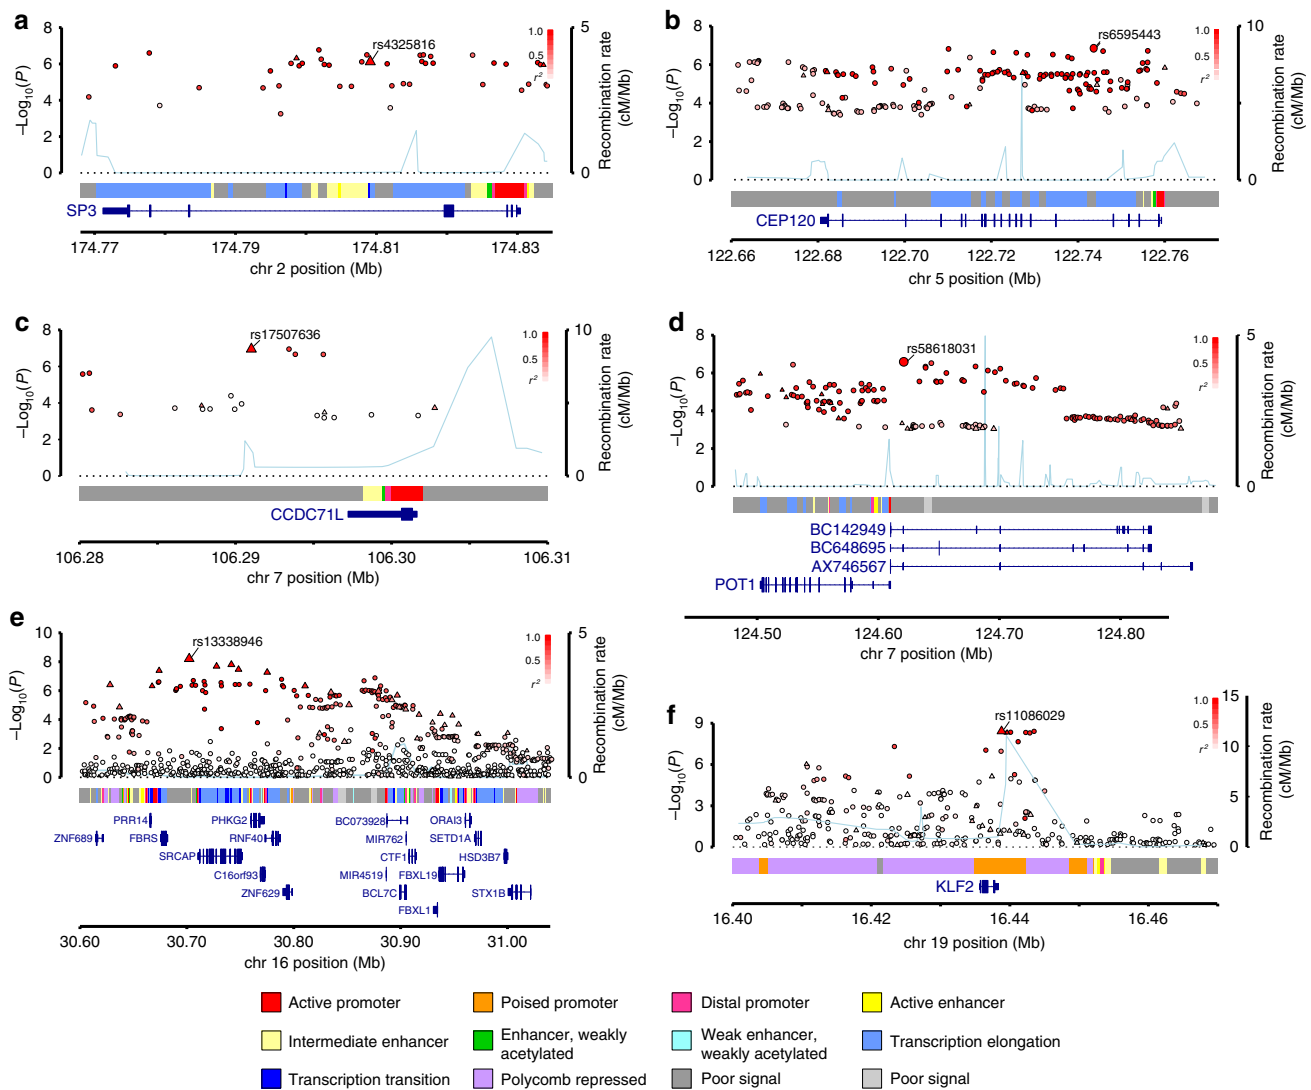 a
8
6
4
2
0
−Log10(P)
rs4325816
1.0
0.5
r2
5
0
Recombination rate
(cM/Mb)
SP3
174.77
174.79
174.81
174.83
chr 2 position (Mb)
b
8
6
4
2
0
−Log10(P)
rs6595443
1.0
0.5
r2
10
0
Recombination rate
(cM/Mb)
CEP120
122.66
122.68
122.70
122.72
122.74
122.76
chr 5 position (Mb)
c
8
6
4
2
0
−Log10(P)
rs17507636
1.0
0.5
r2
10
0
Recombination rate
(cM/Mb)
CCDC71L
106.28
106.29
106.30
106.31
chr 7 position (Mb)
d
8
6
4
2
0
−Log10(P)
rs58618031
1.0
0.5
r2
5
0
Recombination rate
(cM/Mb)
BC142949
BC648695
AX746567
POT1
124.50
124.60
124.70
124.80
chr 7 position (Mb)
e
10
8
6
4
2
0
−Log10(P)
rs13338946
1.0
0.5
r2
5
0
Recombination rate
(cM/Mb)
PRR14
PHKG2
BC073928
ORAI3
ZNF689
FBRS
RNF40
MIR762
SETD1A
SRCAP
CTF1
HSD3B7
C16orf93
MIR4519
FBXL19
ZNF629
BCL7C
STX1B
FBXL1
30.60
30.70
30.80
30.90
31.00
chr 16 position (Mb)
f
9
6
3
0
−Log10(P)
rs11086029
1.0
0.5
r2
15
10
5
0
Recombination rate
(cM/Mb)
KLF2
16.40
16.42
16.44
16.46
chr 19 position (Mb)
Active promoter
Poised promoter
Distal promoter
Active enhancer
Intermediate enhancer
Enhancer, weakly
acetylated
Weak enhancer,
weakly acetylated
Transcription elongation
Transcription transition
Polycomb repressed
Poor signal
Poor signal